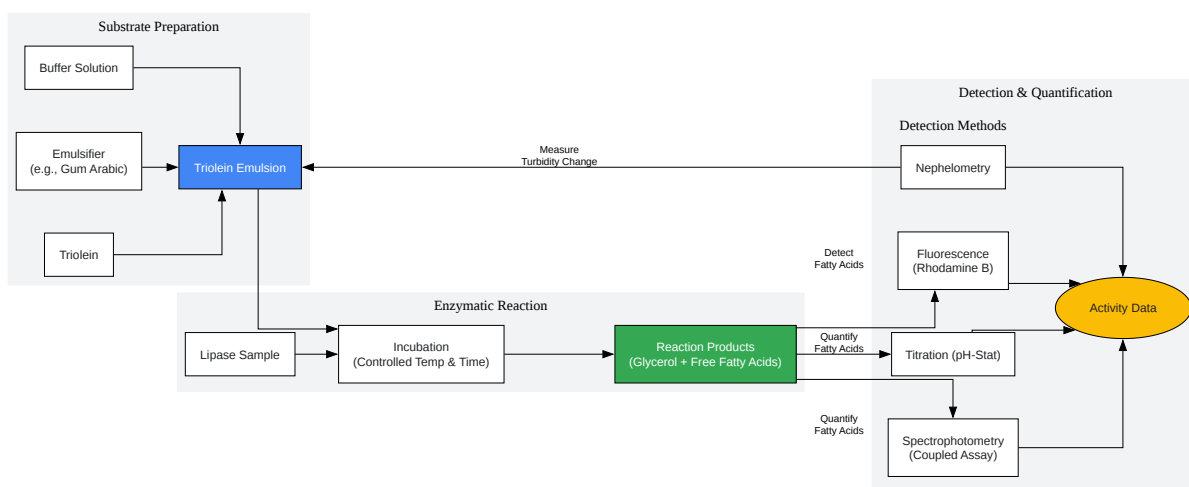 Substrate Preparation
Buffer Solution
Emulsifier
(e.g., Gum Arabic)
Triolein Emulsion
Triolein
Measure
Turbidity Change
Enzymatic Reaction
Lipase Sample
Incubation
(Controlled Temp & Time)
Reaction Products
(Glycerol + Free Fatty Acids)
Detect
Fatty Acids
Quantify
Fatty Acids
Quantify
Fatty Acids
Detection & Quantification
Detection Methods
Nephelometry
Fluorescence
(Rhodamine B)
Activity Data
Titration (pH-Stat)
Spectrophotometry
(Coupled Assay)